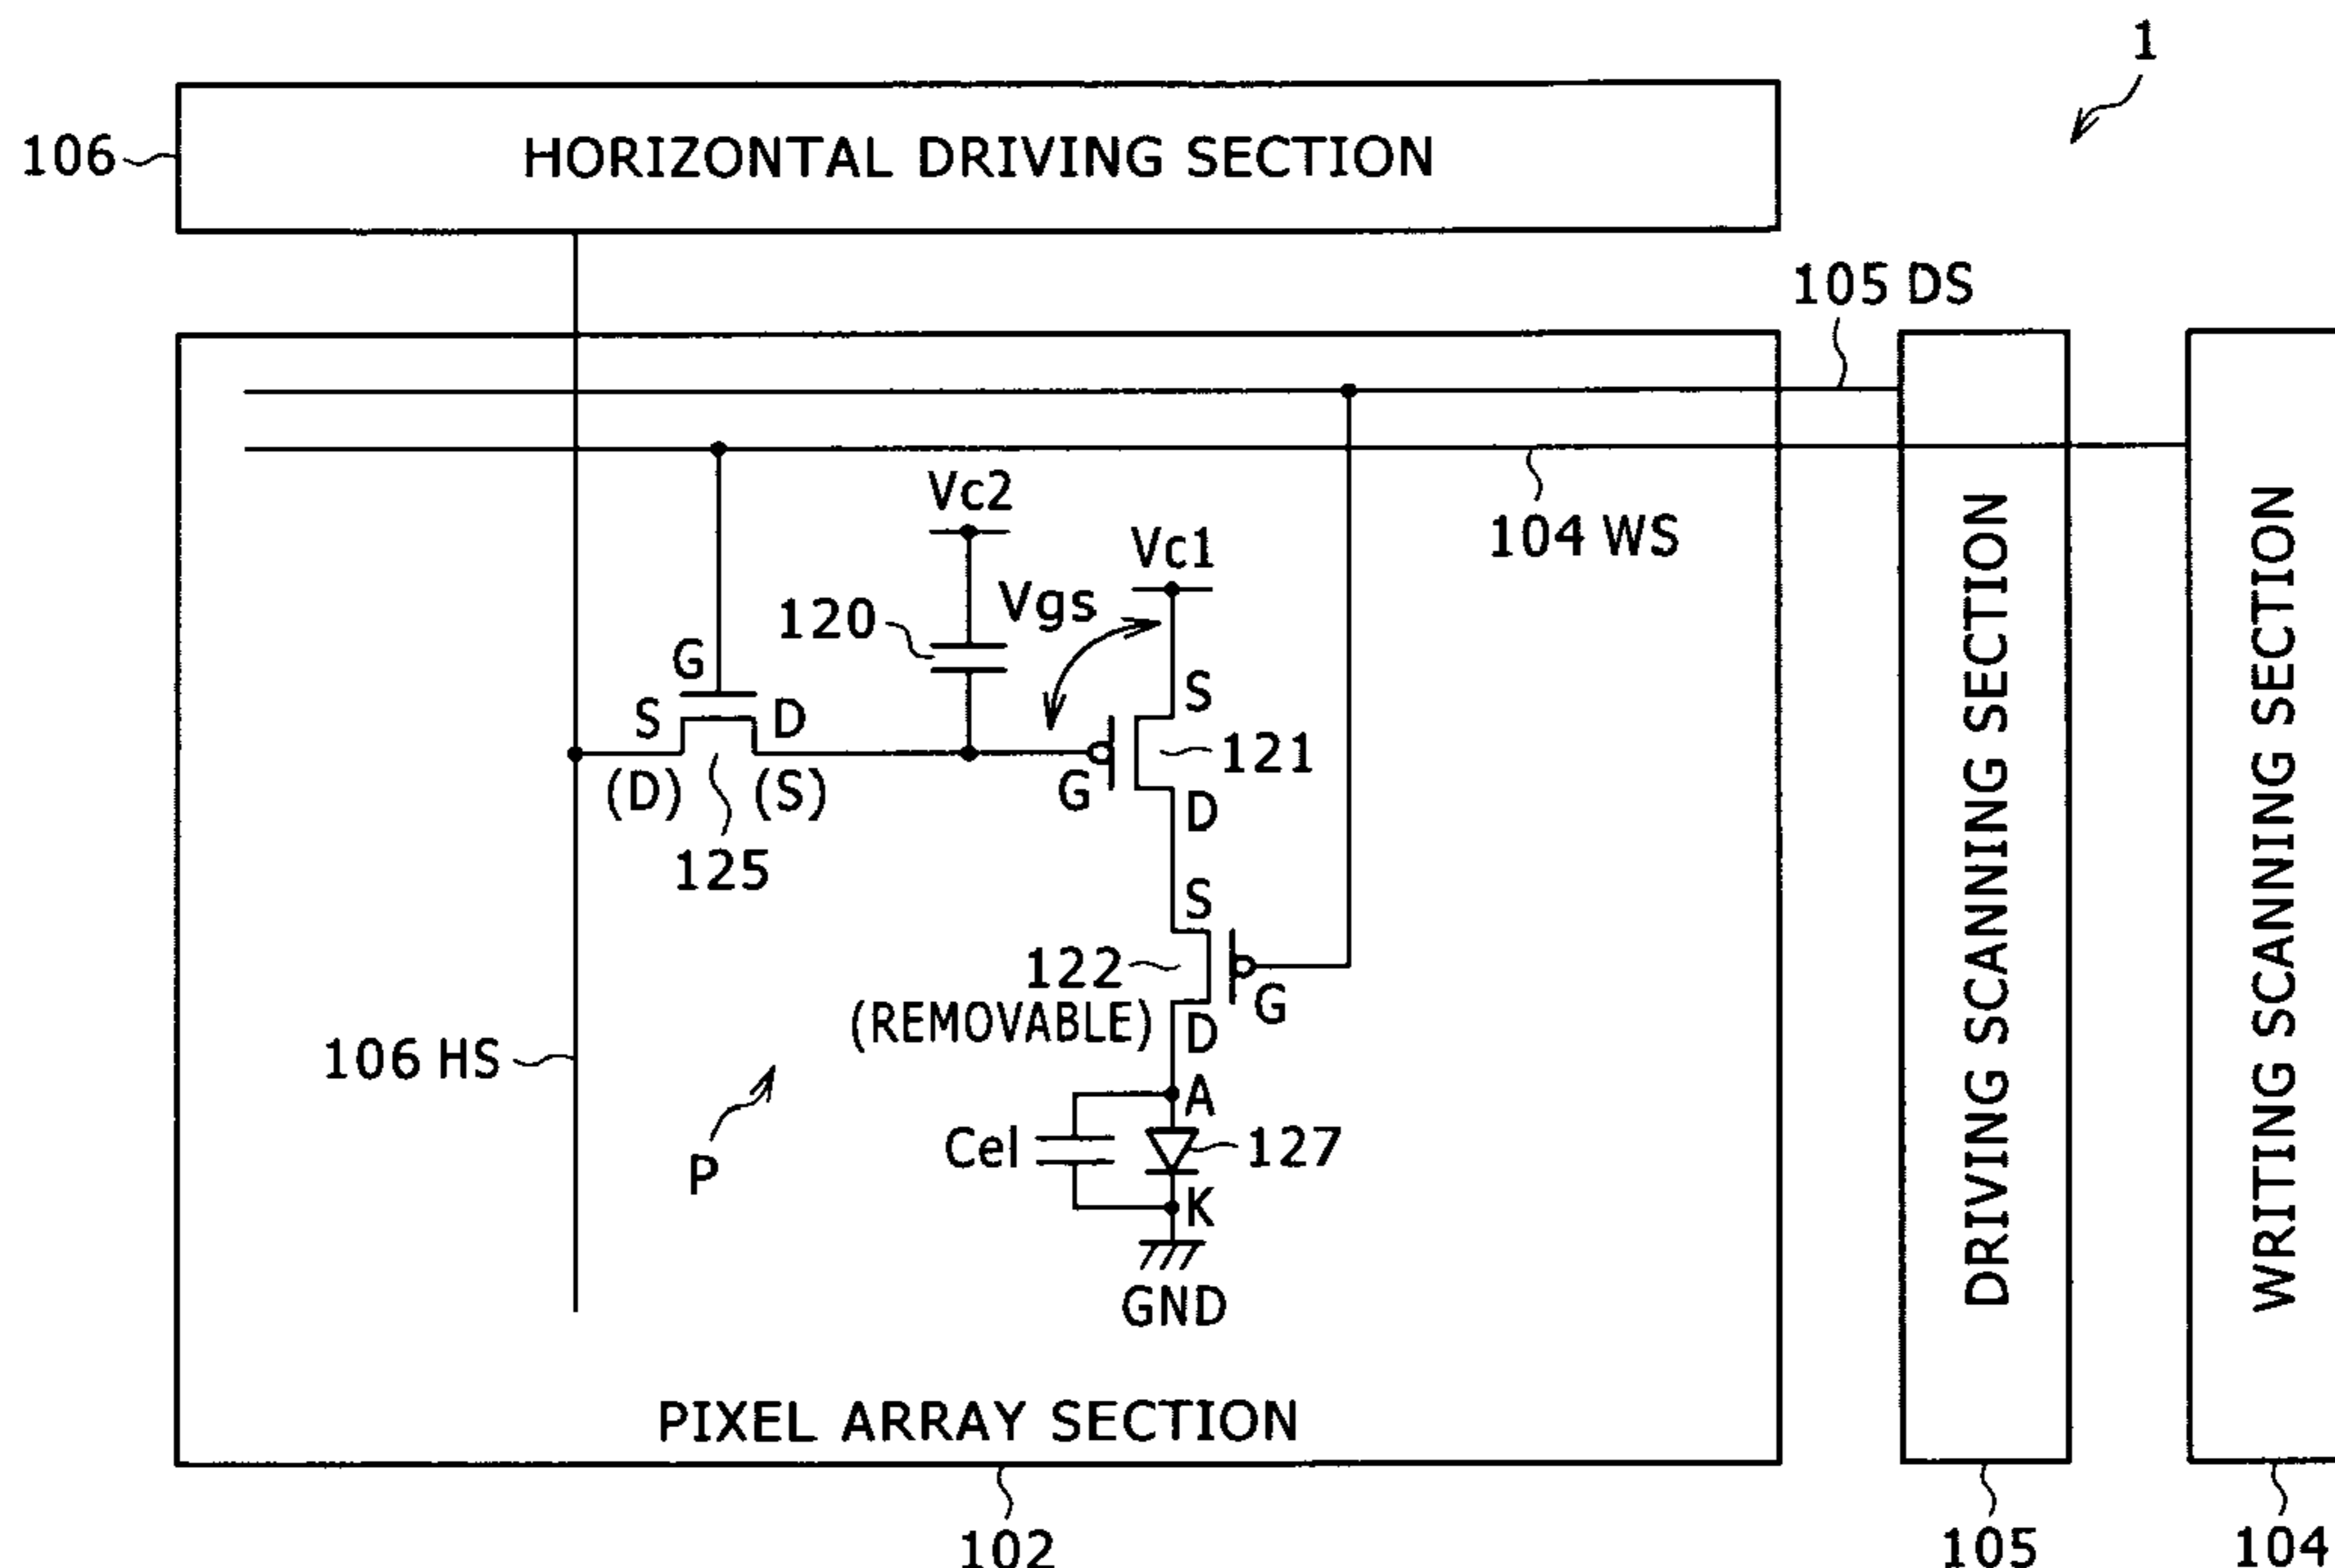 1
106
HORIZONTAL DRIVING SECTION
105 DS
104 WS
Vc2
Vc1
Vgs
120
G
S
D
(D)
(S)
125
S
G
D
121
S
122
(REMOVABLE)
G
D
106 HS
P
A
Cel
127
K
GND
PIXEL ARRAY SECTION
102
DRIVING SCANNING SECTION
105
WRITING SCANNING SECTION
104